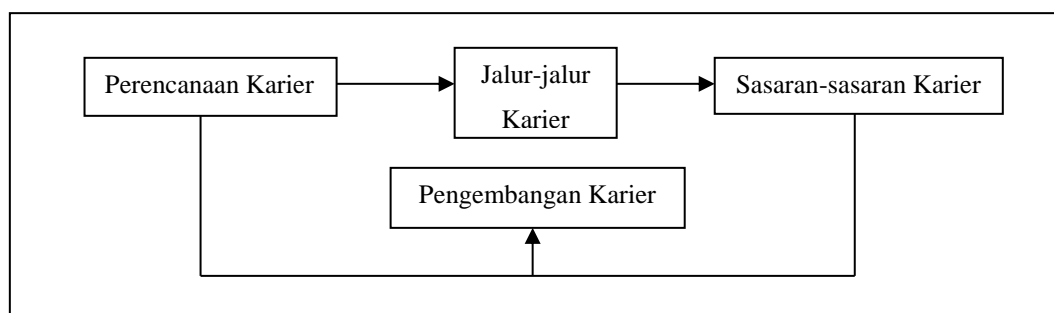 Perencanaan Karier
Jalur-jalur
Karier
Sasaran-sasaran Karier
Pengembangan Karier